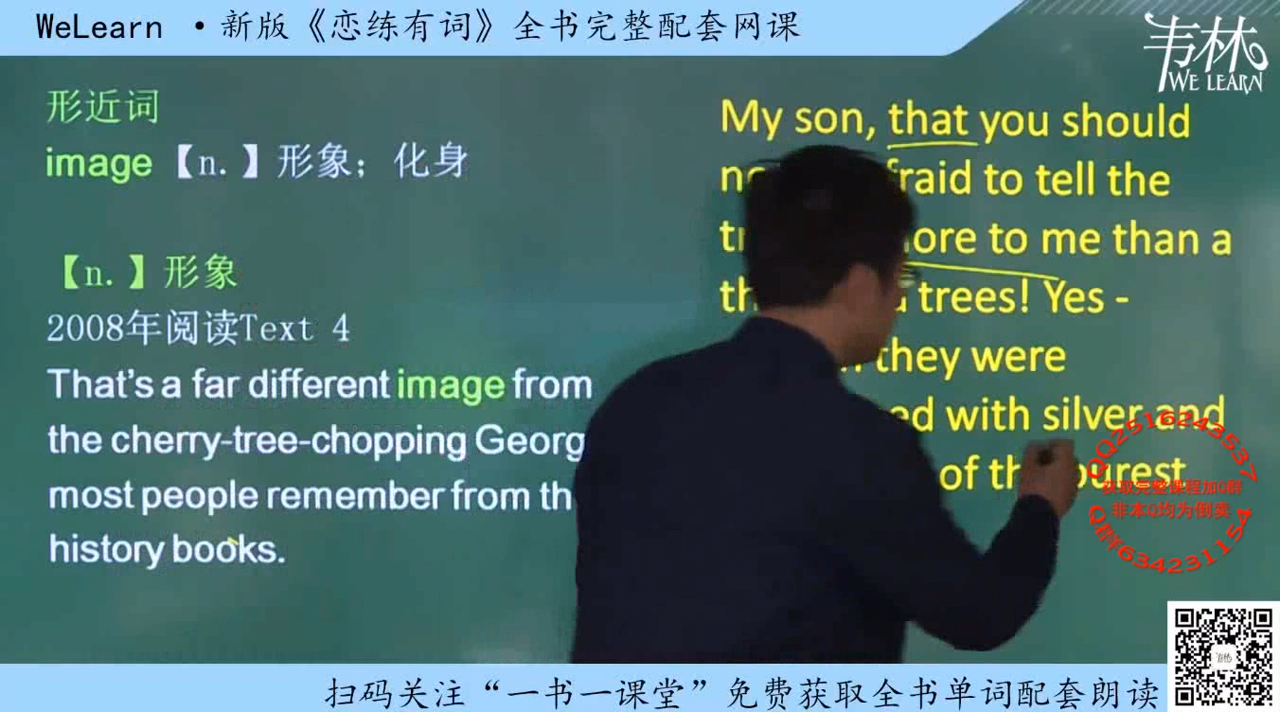 WeLearn ·新版《恋练有词》全书完整配套网课
韦林
WE LEARN
形近词
image【n.】形象；化身
【n.】形象
2008年阅读Text 4
That's a far different image from
the cherry-tree-chopping Georg
most people remember from th
history books.
My son, that you should
raid to tell the
ore to me than a
trees! Yes -
they were
ed with silver and
of th purest
QQ2516243537
获取完整课程加Q群
非本Q均为倒卖
Q群634231154
扫码关注“一书一课堂”免费获取全书单词配套朗读